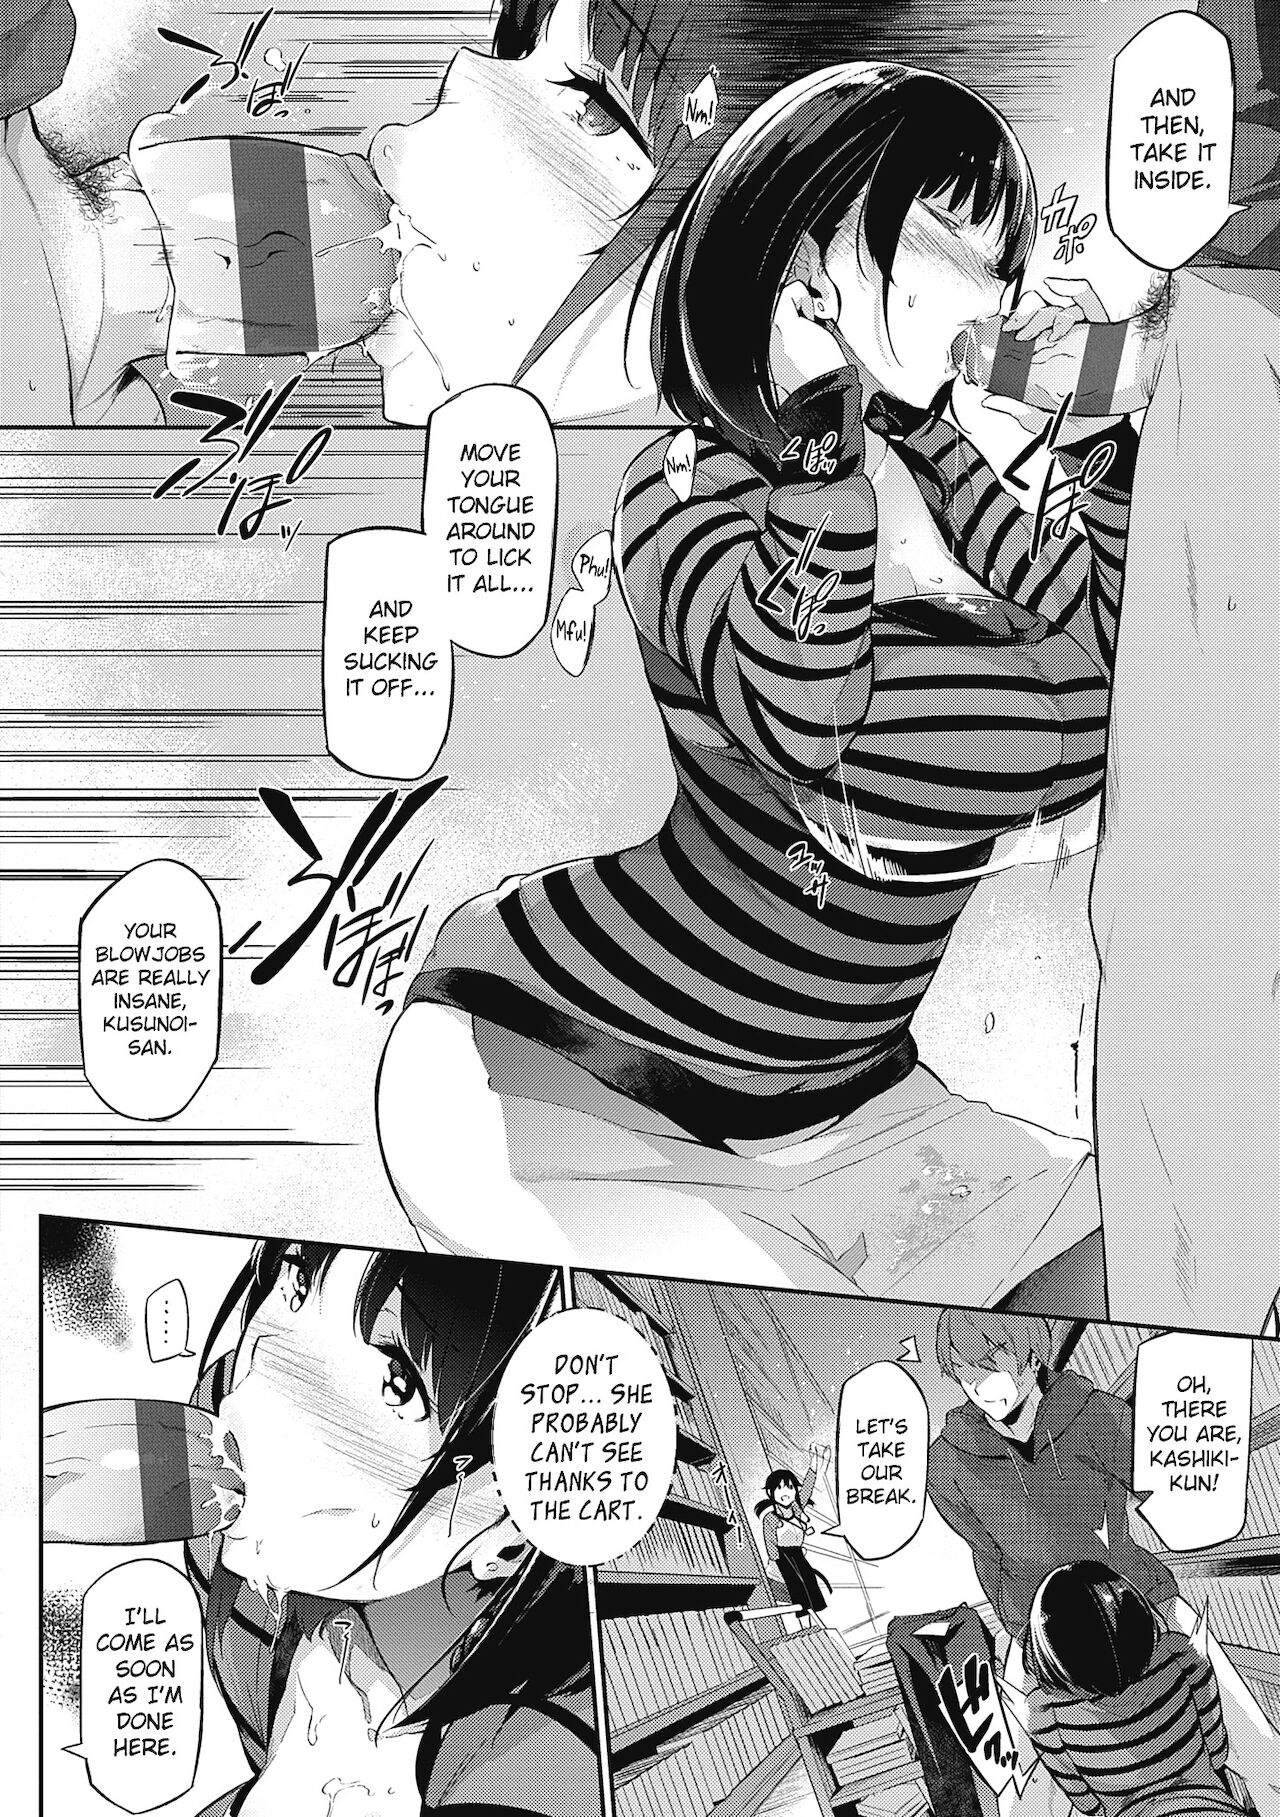 AND
THEN,
TAKE IT
INSIDE.
カポ
Nm!
MOVE
YOUR
TONGUE
AROUND
TO LICK
IT ALL...
AND
KEEP
SUCKING
IT OFF...
Nm!
Phu!
Mfu!
YOUR
BLOWJOBS
ARE REALLY
INSANE,
KUSUNOI-
SAN.
OH,
THERE
YOU ARE,
KASHIKI-
KUN!
LET'S
TAKE
OUR
BREAK.
DON'T
STOP... SHE
PROBABLY
CAN'T SEE
THANKS TO
THE CART.
......
I'LL
COME AS
SOON
AS I'M
DONE
HERE.